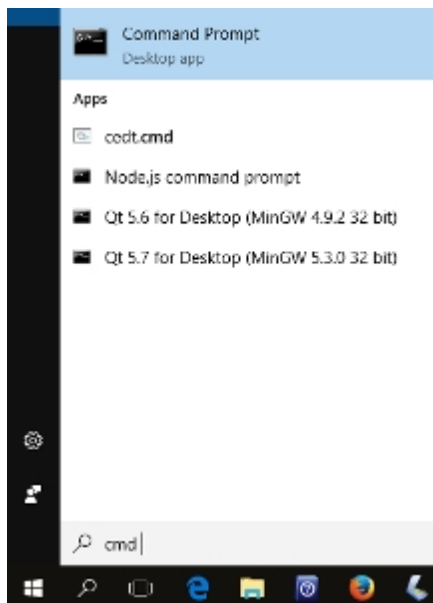 Command Prompt
Desktop app
Apps
cedt.cmd
Node.js command prompt
Qt 5.6 for Desktop (MinGW 4.9.2 32 bit)
Qt 5.7 for Desktop (MinGW 5.3.0 32 bit)
cmd